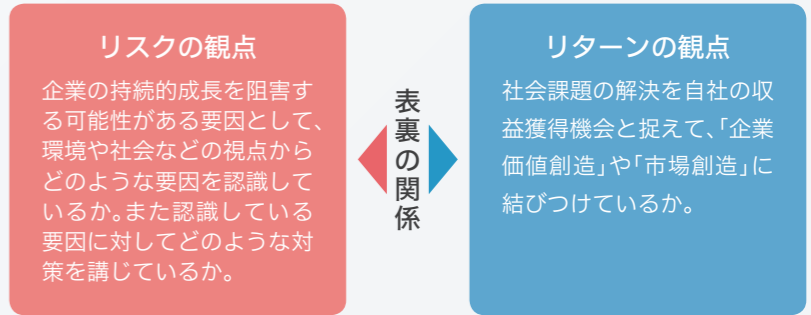 リスクの観点
企業の持続的成長を阻害す
る可能性がある要因として、
環境や社会などの視点から
どのような要因を認識して
いるか。また認識している
要因に対してどのような対
策を講じているか。
表裏の関係
リターンの観点
社会課題の解決を自社の収
益獲得機会と捉えて、「企業
価値創造」や「市場創造」に
結びつけているか。